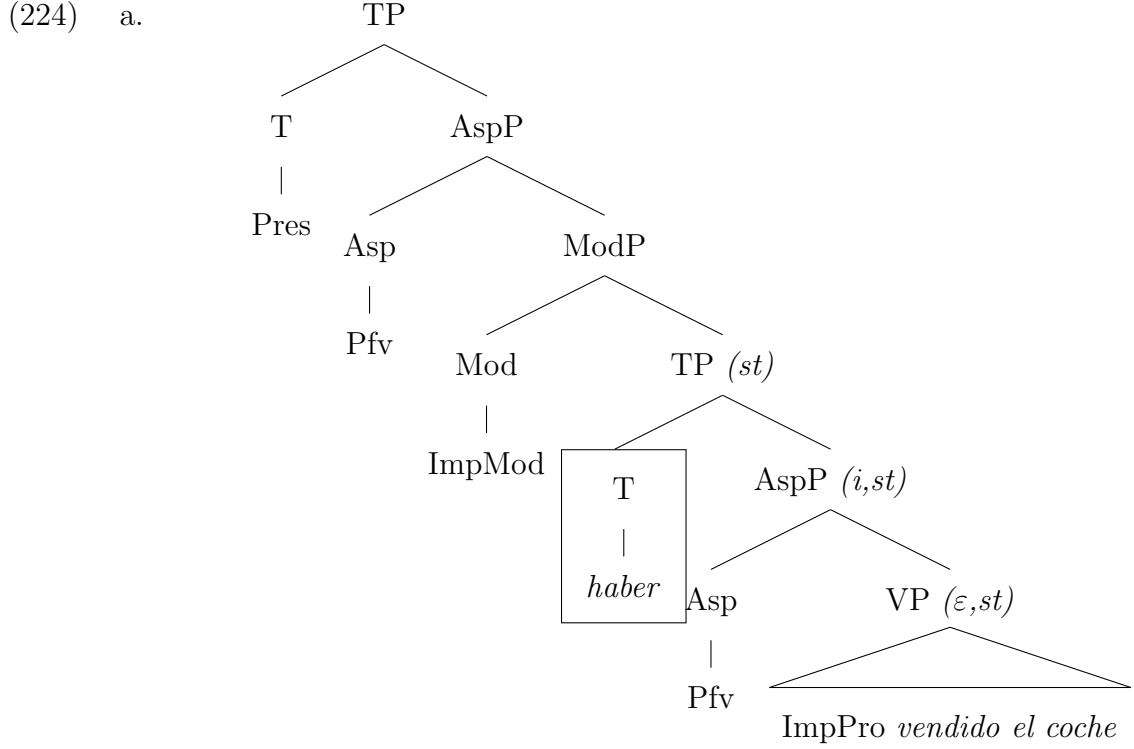 (224) a. TP
T AspP
Pres
Asp ModP
Pfv
Mod TP (st)
ImpMod
T AspP (i,st)
haber
Asp VP (ε,st)
Pfv
ImpPro vendido el coche